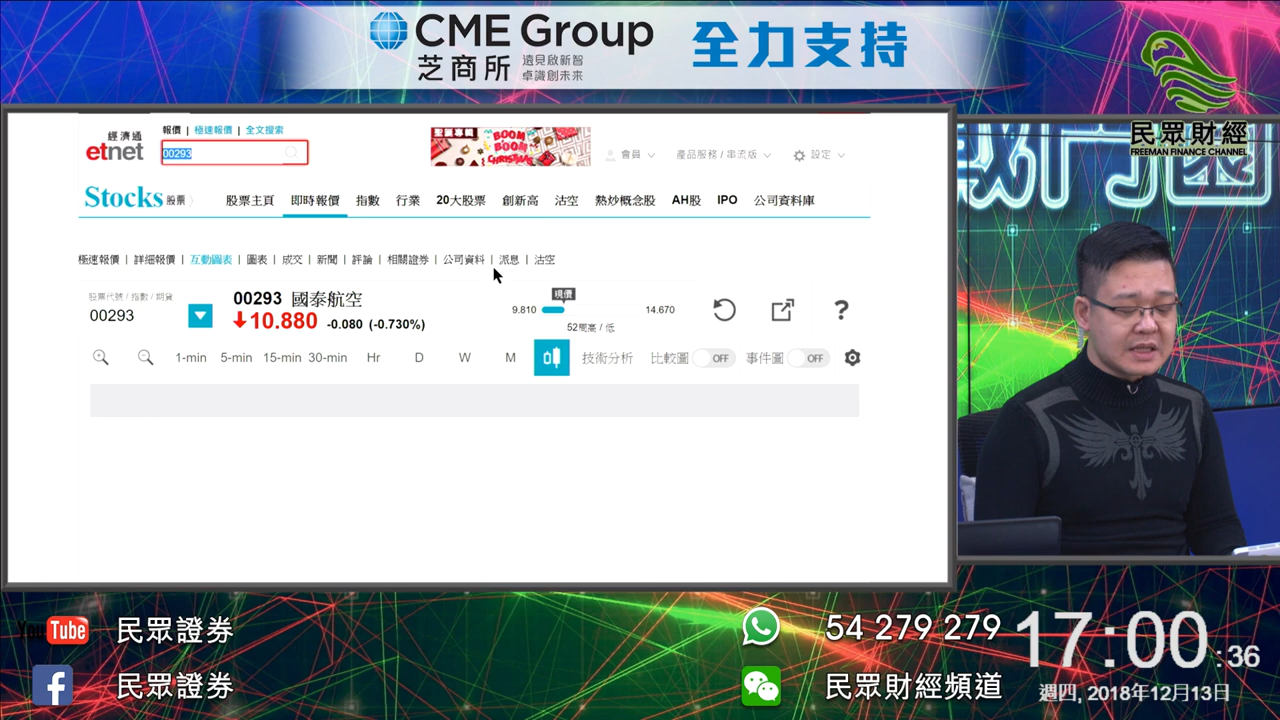 CME Group
芝商所
遠見啟新智
卓識創未來
全力支持
民眾財經
FREEMAN FINANCE CHANNEL
經濟通
etnet
報價 | 極速報價 | 全文搜索
00293
BOOM BOOM CHRISTMAS
會員
產品服務 / 串流版
設定
Stocks 股票
股票主頁 即時報價 指數 行業 20大股票 創新高 沽空 熱炒概念股 AH股 IPO 公司資料庫
極速報價 | 詳細報價 | 互動圖表 | 圖表 | 成交 | 新聞 | 評論 | 相關證券 | 公司資料 | 派息 | 沽空
股票代號 / 指數 / 期貨
00293
00293 國泰航空
10.880 -0.080 (-0.730%)
現價
9.810 14.670
52周高 / 低
?
1-min 5-min 15-min 30-min Hr D W M 技術分析 比較圖 OFF 事件圖 OFF
YouTube 民眾證券
54 279 279
民眾證券
民眾財經頻道
17:00:36
週四, 2018年12月13日